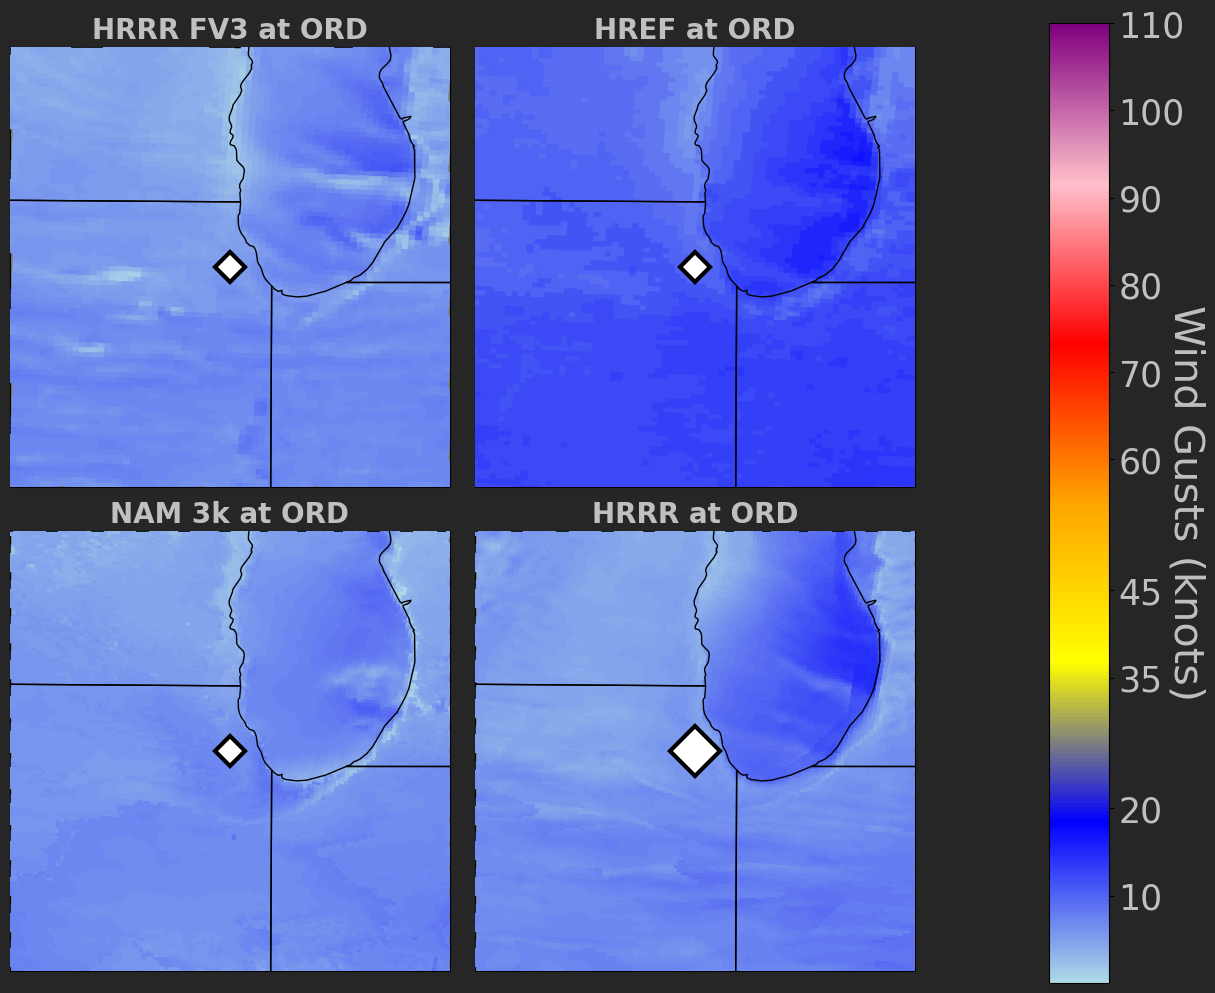 HRRR FV3 at ORD
HREF at ORD
NAM 3k at ORD
HRRR at ORD
110
100
90
80
70
60
45
35
20
10
Wind Gusts (knots)